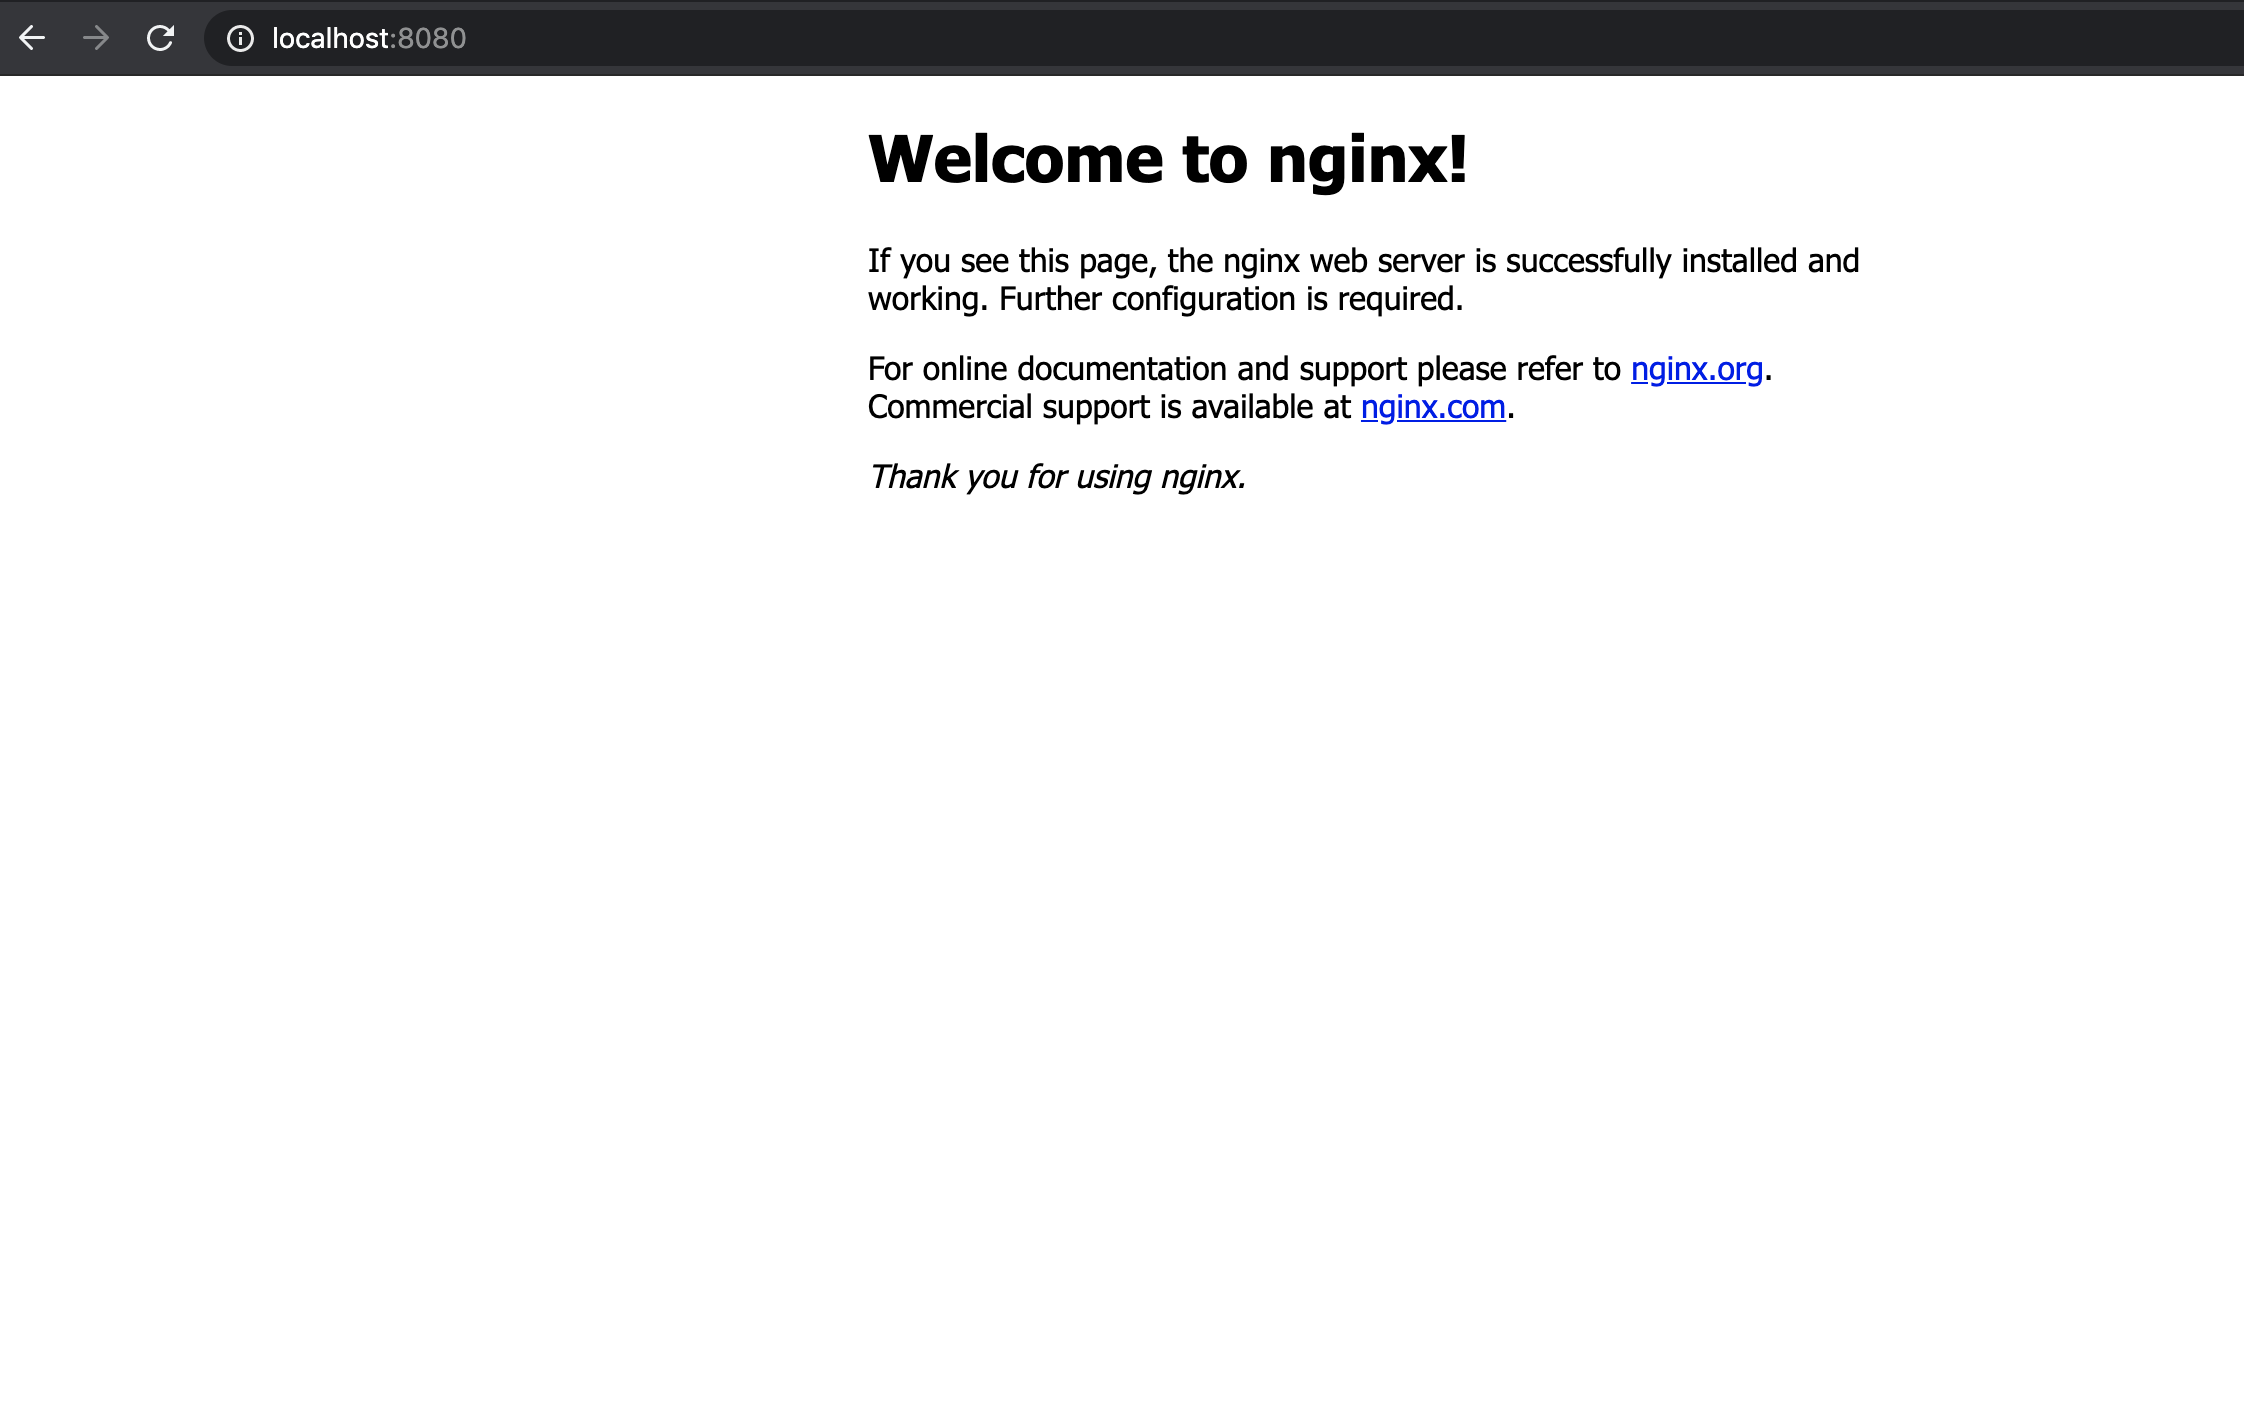 localhost:8080
Welcome to nginx!
If you see this page, the nginx web server is successfully installed and
working. Further configuration is required.
For online documentation and support please refer to nginx.org.
Commercial support is available at nginx.com.
Thank you for using nginx.